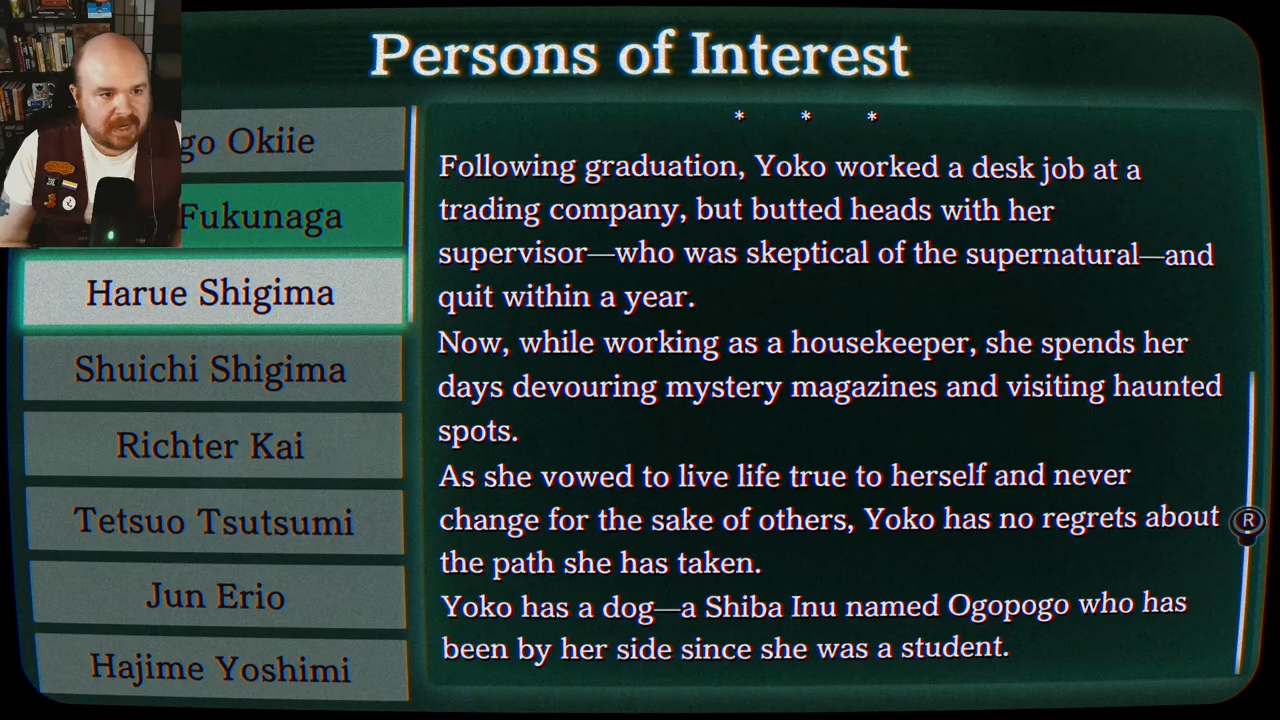 Persons of Interest
go Okiie
Fukunaga
Harue Shigima
Shuichi Shigima
Richter Kai
Tetsuo Tsutsumi
Jun Erio
Hajime Yoshimi
* * *
Following graduation, Yoko worked a desk job at a
trading company, but butted heads with her
supervisor—who was skeptical of the supernatural—and
quit within a year.
Now, while working as a housekeeper, she spends her
days devouring mystery magazines and visiting haunted
spots.
As she vowed to live life true to herself and never
change for the sake of others, Yoko has no regrets about
the path she has taken.
Yoko has a dog—a Shiba Inu named Ogopogo who has
been by her side since she was a student.
R